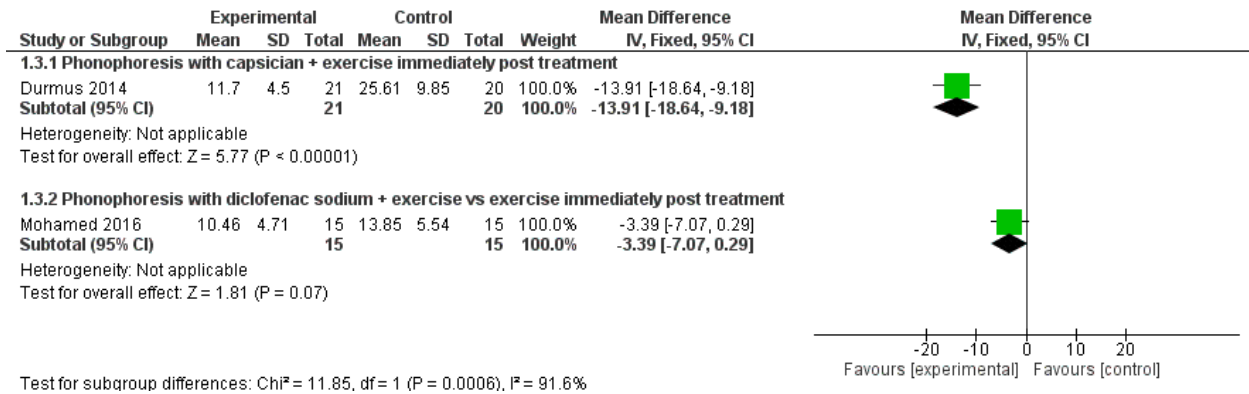 Experimental Control Mean Difference Mean Difference
Study or Subgroup Mean SD Total Mean SD Total Weight IV, Fixed, 95% CI IV, Fixed, 95% CI
1.3.1 Phonophoresis with capsician + exercise immediately post treatment
Durmus 2014 11.7 4.5 21 25.61 9.85 20 100.0% -13.91 [-18.64, -9.18]
Subtotal (95% CI) 21 20 100.0% -13.91 [-18.64, -9.18]
Heterogeneity: Not applicable
Test for overall effect: Z = 5.77 (P < 0.00001)
1.3.2 Phonophoresis with diclofenac sodium + exercise vs exercise immediately post treatment
Mohamed 2016 10.46 4.71 15 13.85 5.54 15 100.0% -3.39 [-7.07, 0.29]
Subtotal (95% CI) 15 15 100.0% -3.39 [-7.07, 0.29]
Heterogeneity: Not applicable
Test for overall effect: Z = 1.81 (P = 0.07)
-20 -10 0 10 20
Favours [experimental] Favours [control]
Test for subgroup differences: Chi² = 11.85, df = 1 (P = 0.0006), I² = 91.6%